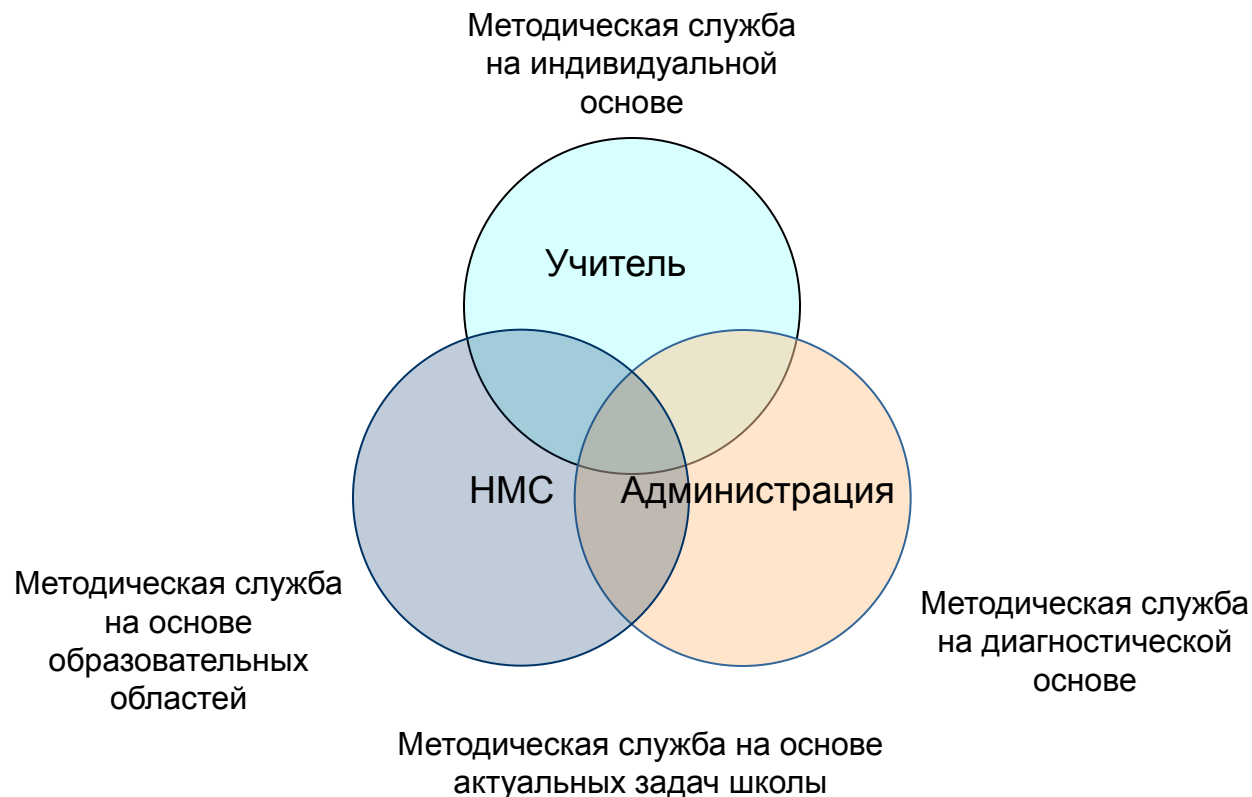 Методическая служба
на индивидуальной
основе
Учитель
НМС
Администрация
Методическая служба
на основе
образовательных
областей
Методическая служба
на диагностической
основе
Методическая служба на основе
актуальных задач школы